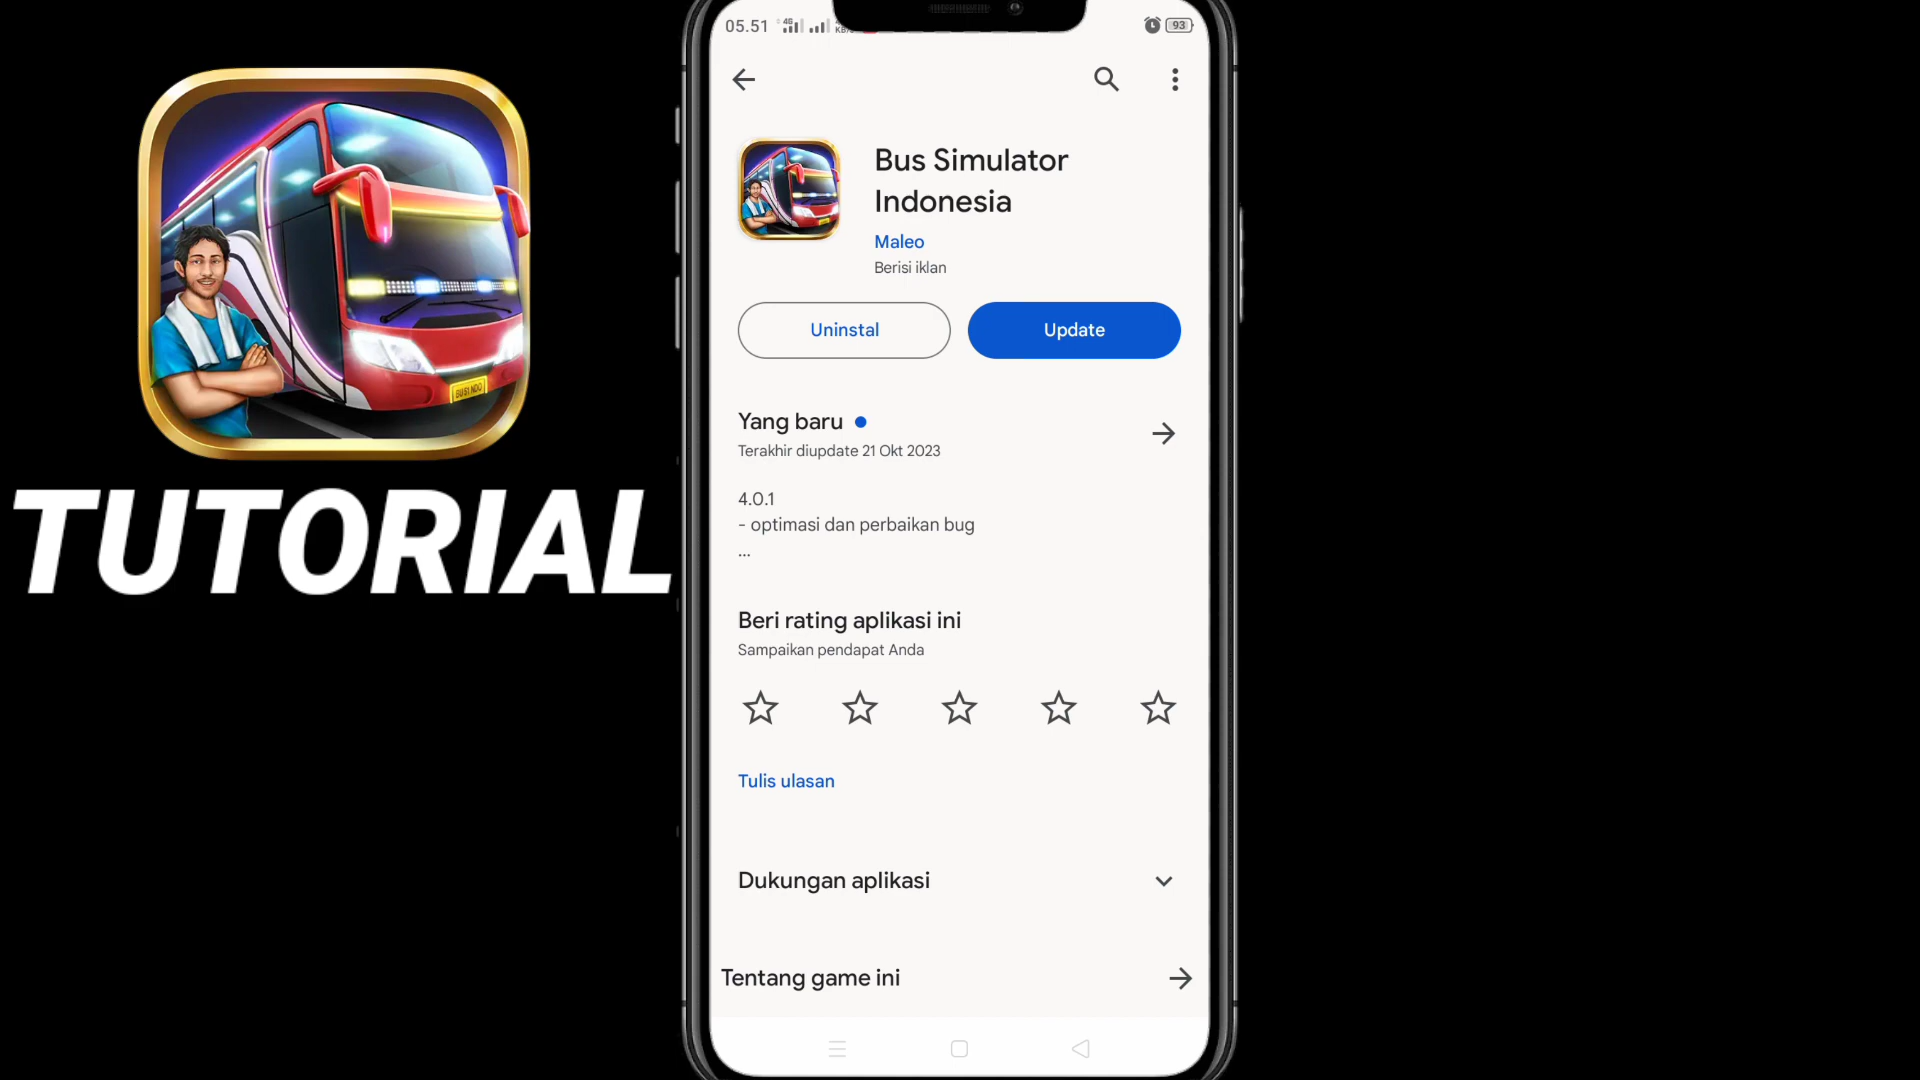 05.51
4G
93
Bus Simulator
Indonesia
Maleo
Berisi iklan
Uninstal
Update
Yang baru
Terakhir diupdate 21 Okt 2023
4.0.1
- optimasi dan perbaikan bug
...
Beri rating aplikasi ini
Sampaikan pendapat Anda
Tulis ulasan
Dukungan aplikasi
Tentang game ini
BUS1NDO
TUTORIAL